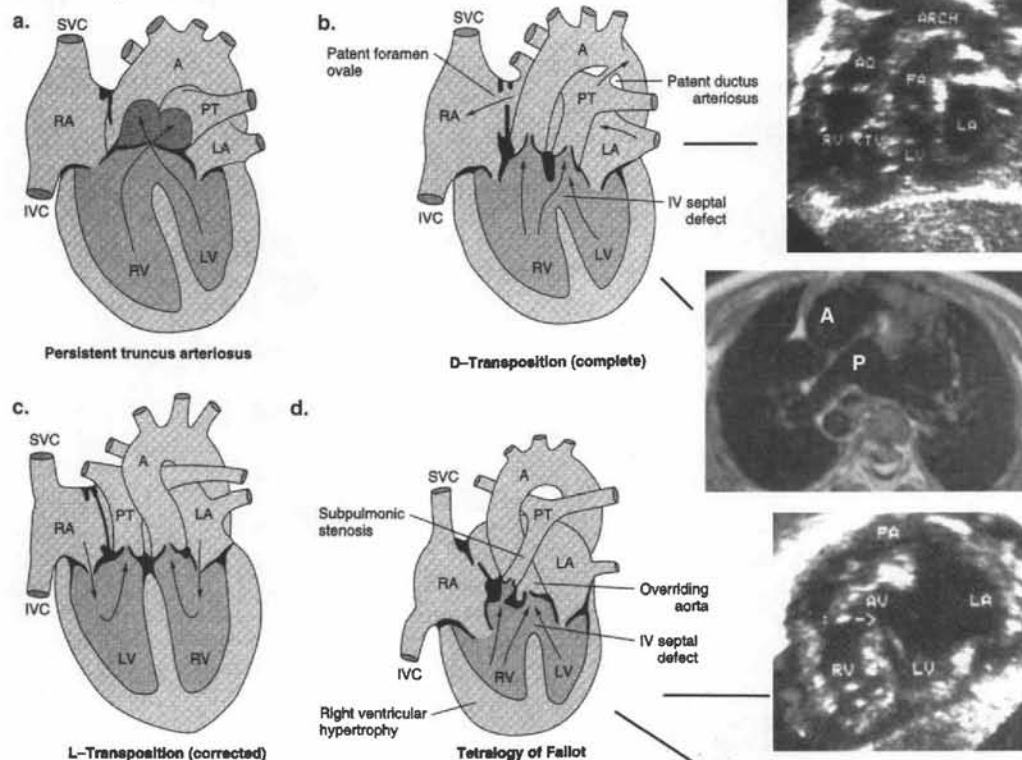 a.
SVC
A
PT
RA
LA
IVC
RV
LV
Persistent truncus arteriosus
b.
SVC
Patent foramen
ovale
A
Patent ductus
arteriosus
PT
RA
LA
IVC
IV septal
defect
RV
LV
D–Transposition (complete)
ARCH
AO
PA
LA
RV
TV
LV
A
P
c.
SVC
A
RA
PT
LA
IVC
LV
RV
L–Transposition (corrected)
d.
SVC
A
Subpulmonic
stenosis
PT
LA
RA
Overriding
aorta
IV septal
defect
IVC
RV
LV
Right ventricular
hypertrophy
Tetralogy of Fallot
PA
AV
LA
RV
LV